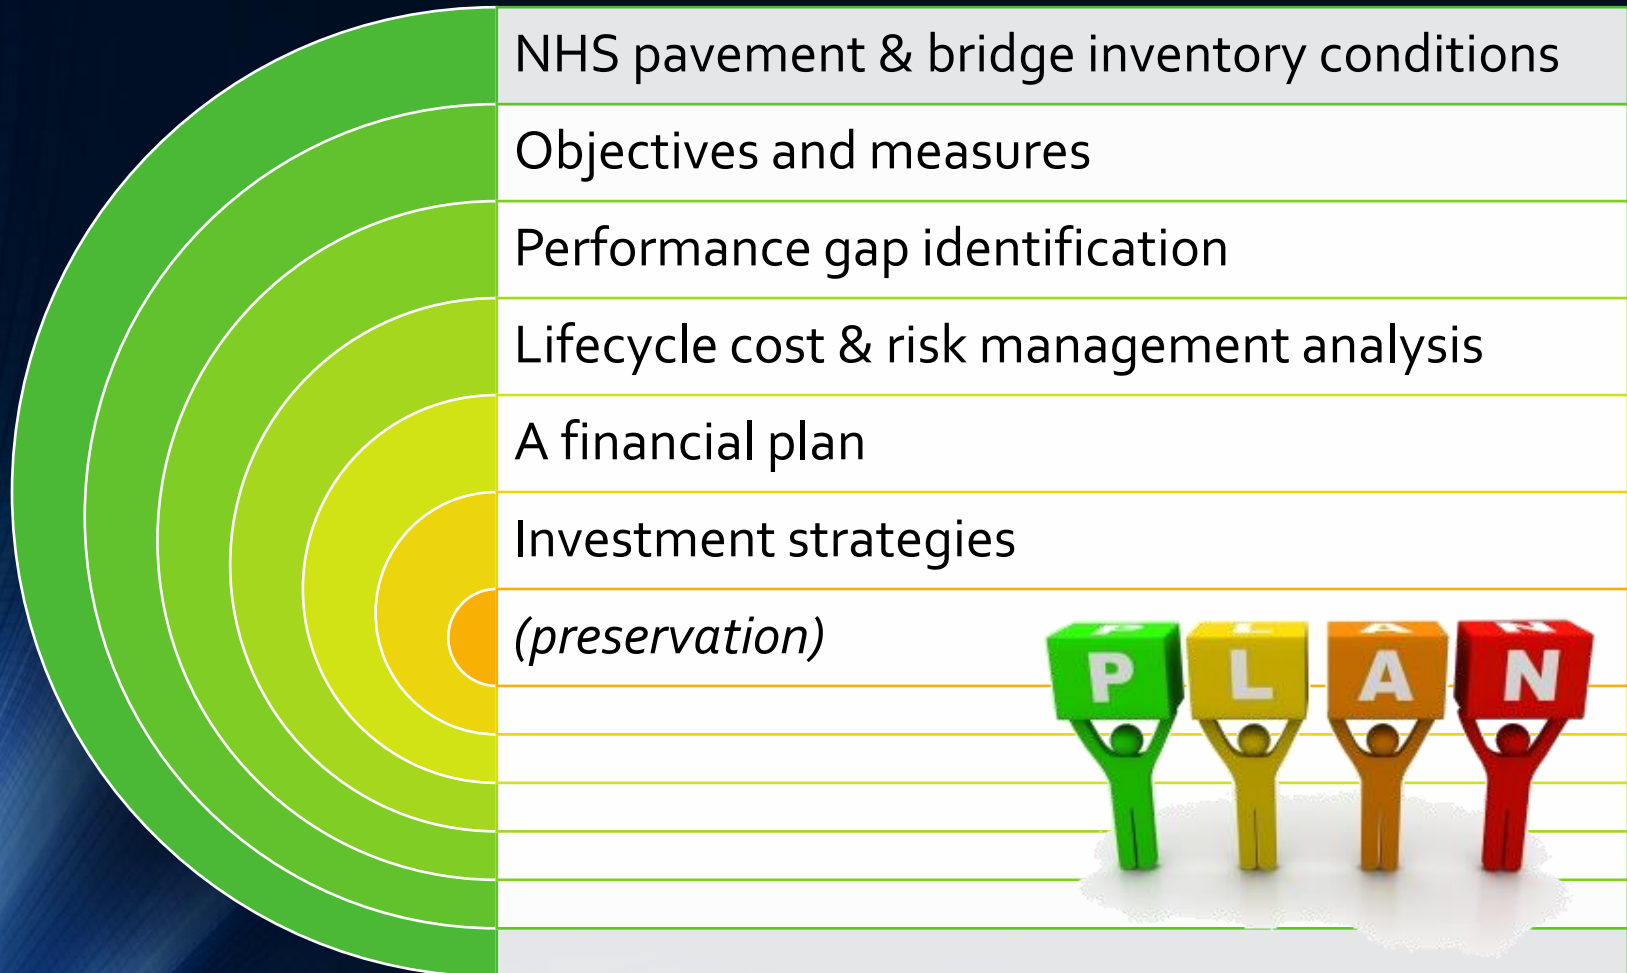 NHS pavement & bridge inventory conditions
Objectives and measures
Performance gap identification
Lifecycle cost & risk management analysis
A financial plan
Investment strategies
(preservation)
P L A N
P L A N